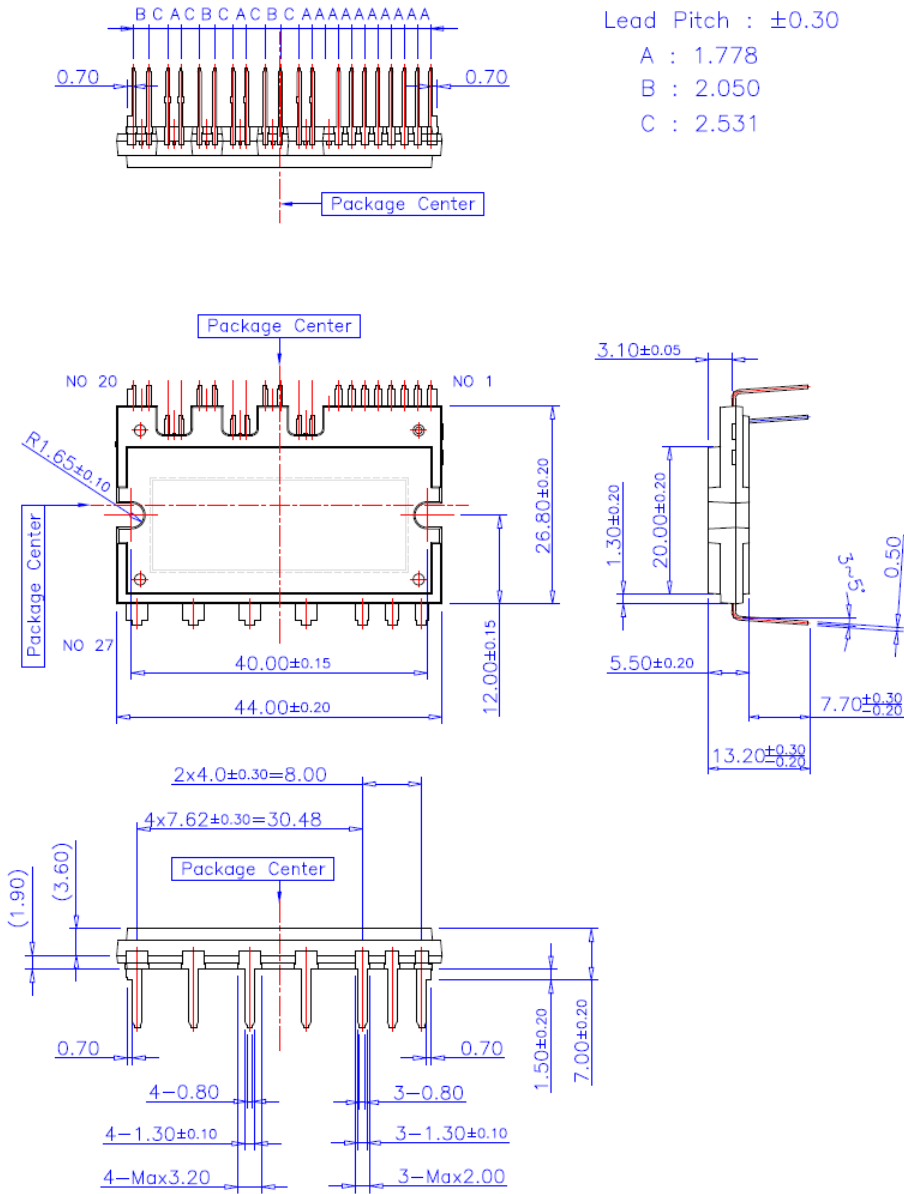 B C A C B C A C B C A A A A A A A A A
Lead Pitch : ±0.30
A : 1.778
B : 2.050
C : 2.531
0.70
0.70
Package Center
Package Center
NO 20
NO 1
R1.65±0.10
Package Center
NO 27
26.80±0.20
12.00±0.15
40.00±0.15
44.00±0.20
3.10±0.05
1.30±0.20
20.00±0.20
3~5°
0.50
5.50±0.20
7.70 ±0.30 −0.20
13.20 ±0.30 −0.20
2x4.0±0.30=8.00
4x7.62±0.30=30.48
Package Center
(1.90)
(3.60)
0.70
0.70
1.50±0.20
7.00±0.20
4−0.80
3−0.80
4−1.30±0.10
3−1.30±0.10
4−Max3.20
3−Max2.00